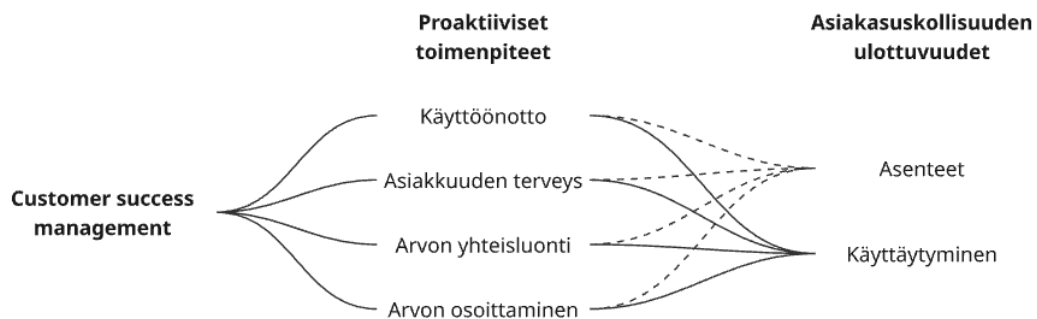 Proaktiiviset
toimenpiteet
Asiakasuskollisuuden
ulottuvuudet
Customer success
management
Käyttöönotto
Asiakkuuden terveys
Arvon yhteisluonti
Arvon osoittaminen
Asenteet
Käyttäytyminen